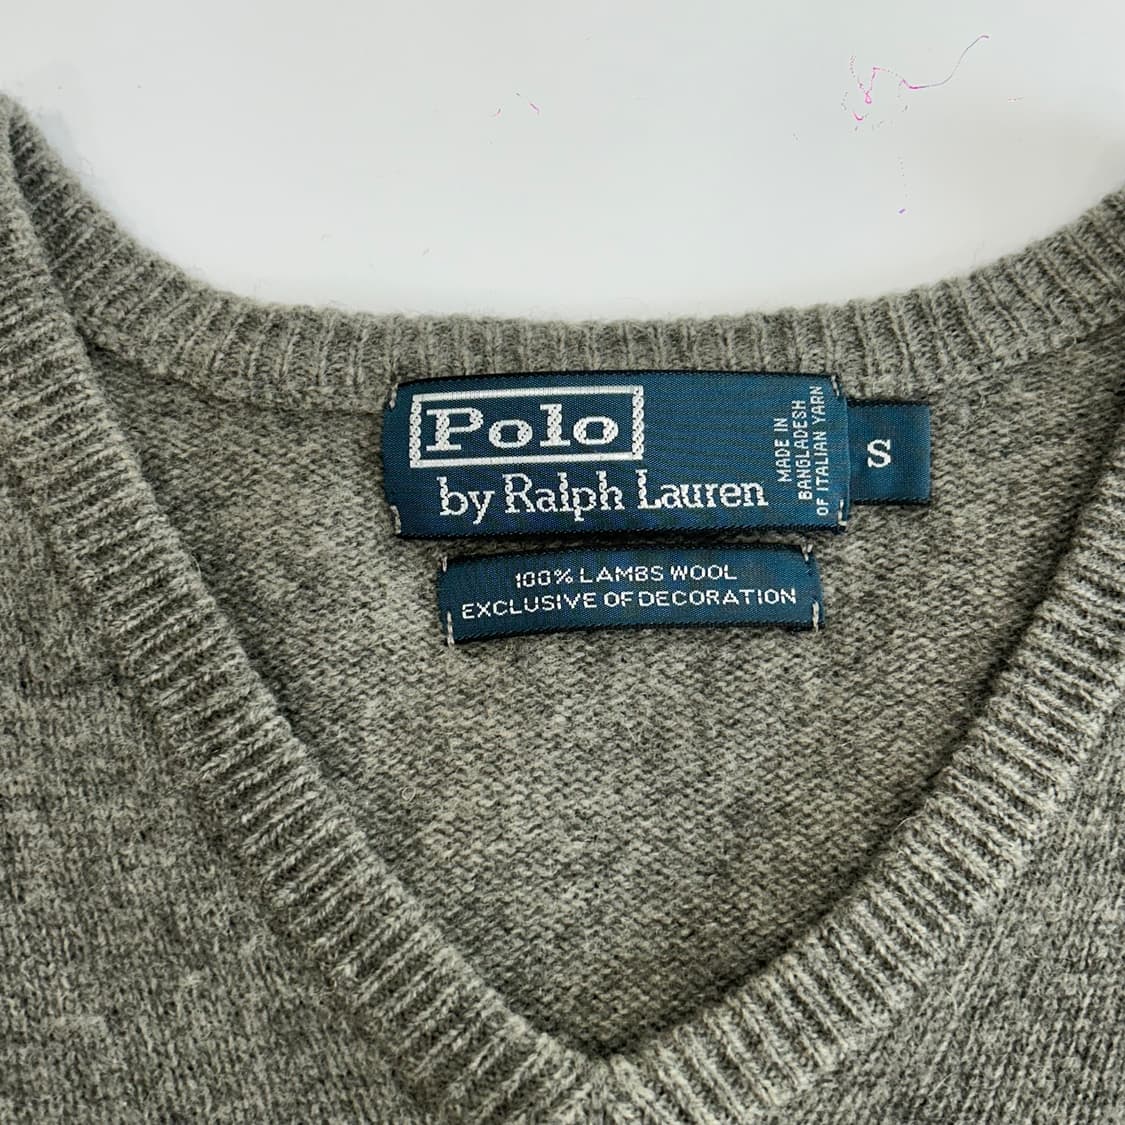 Polo
by Ralph Lauren
MADE IN
BANGLADESH
OF ITALIAN YARN
S
100% LAMBS WOOL
EXCLUSIVE OF DECORATION